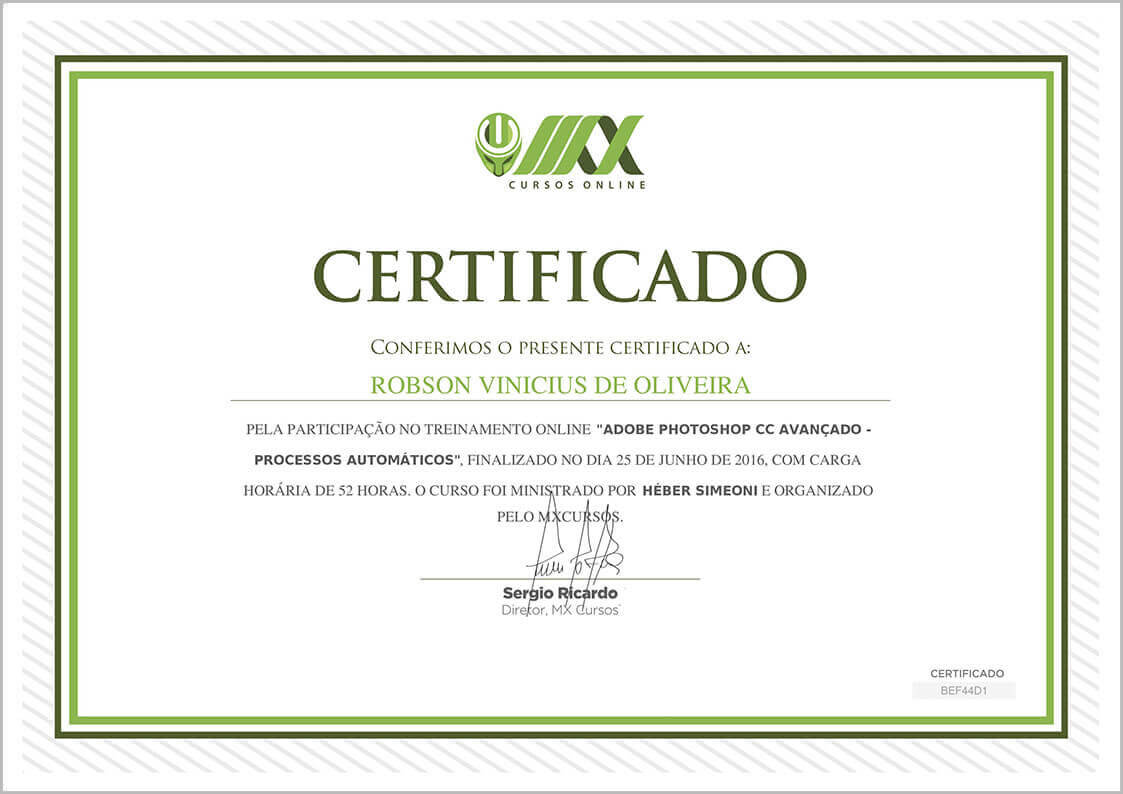 MX
CURSOS ONLINE
CERTIFICADO
CONFERIMOS O PRESENTE CERTIFICADO A:
ROBSON VINICIUS DE OLIVEIRA
PELA PARTICIPAÇÃO NO TREINAMENTO ONLINE "ADOBE PHOTOSHOP CC AVANÇADO -
PROCESSOS AUTOMÁTICOS", FINALIZADO NO DIA 25 DE JUNHO DE 2016, COM CARGA
HORÁRIA DE 52 HORAS. O CURSO FOI MINISTRADO POR HÉBER SIMEONI E ORGANIZADO
PELO MXCURSOS.
Sergio Ricardo
Diretor, MX Cursos
CERTIFICADO
BEF44D1